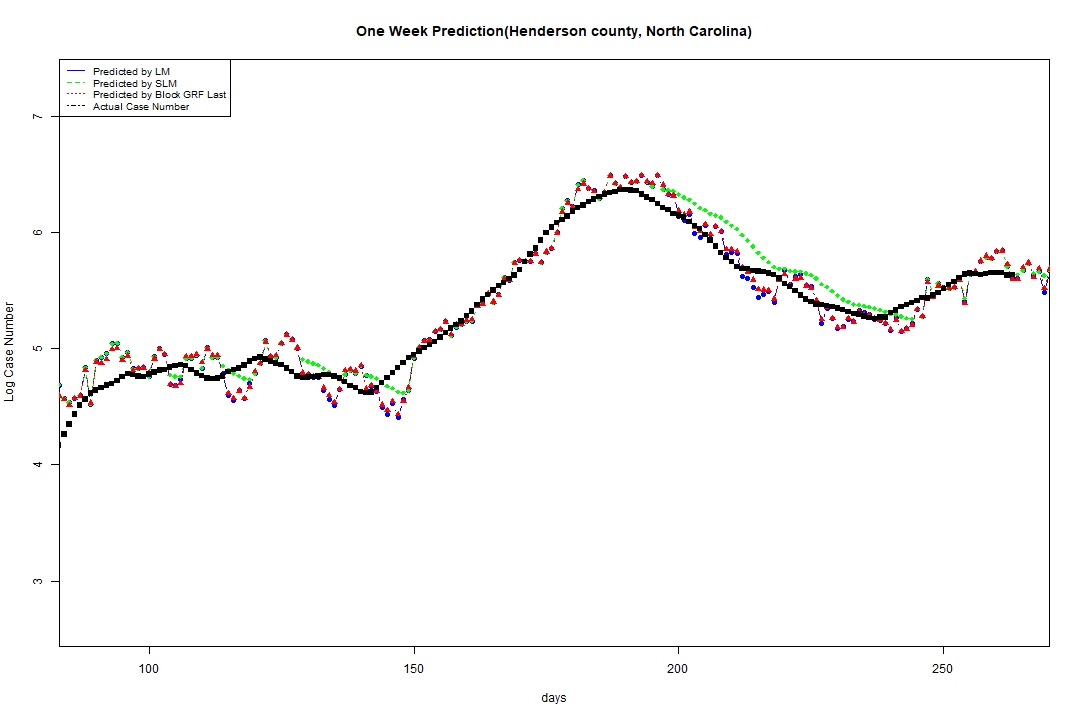 One Week Prediction(Henderson county, North Carolina)
Predicted by LM
Predicted by SLM
Predicted by Block GRF Last
Actual Case Number
7
6
5
4
3
Log Case Number
100 150 200 250
days